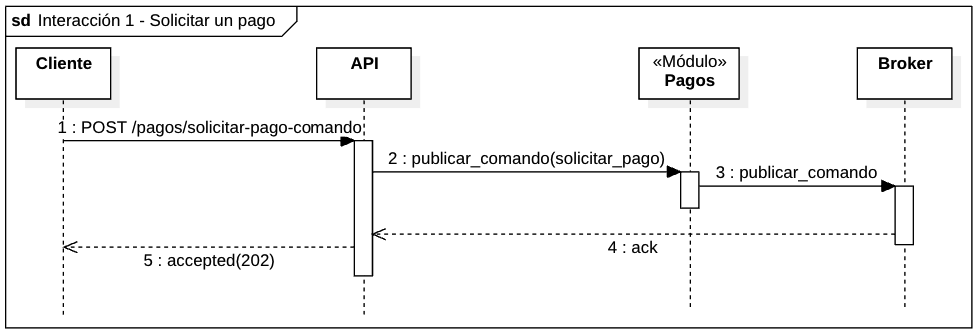 sd Interacción 1 - Solicitar un pago
Cliente
API
«Módulo»
Pagos
Broker
1 : POST /pagos/solicitar-pago-comando
2 : publicar_comando(solicitar_pago)
3 : publicar_comando
4 : ack
5 : accepted(202)